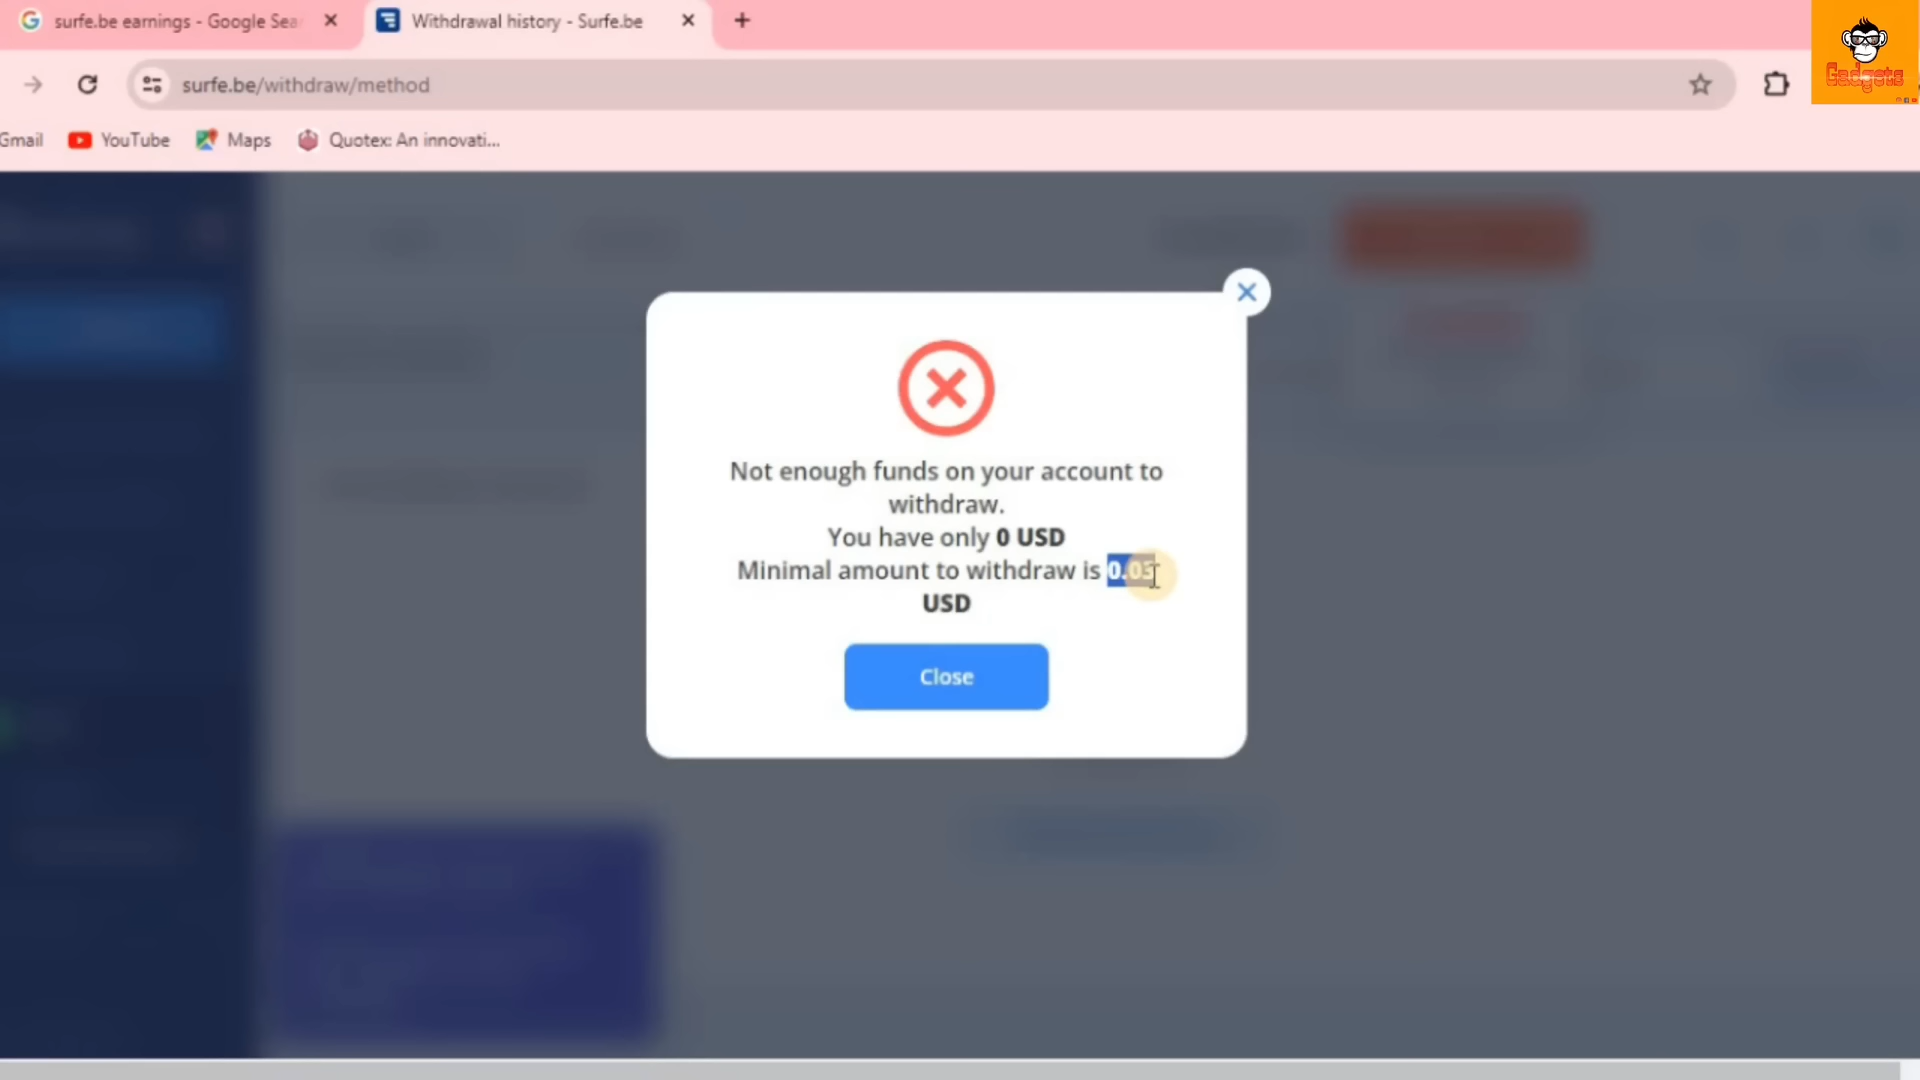 surfe.be earnings - Google Sea
Withdrawal history - Surfe.be
surfe.be/withdraw/method
Gmail
YouTube
Maps
Quotex: An innovati...
Gadgets
Not enough funds on your account to
withdraw.
You have only 0 USD
Minimal amount to withdraw is
USD
Close